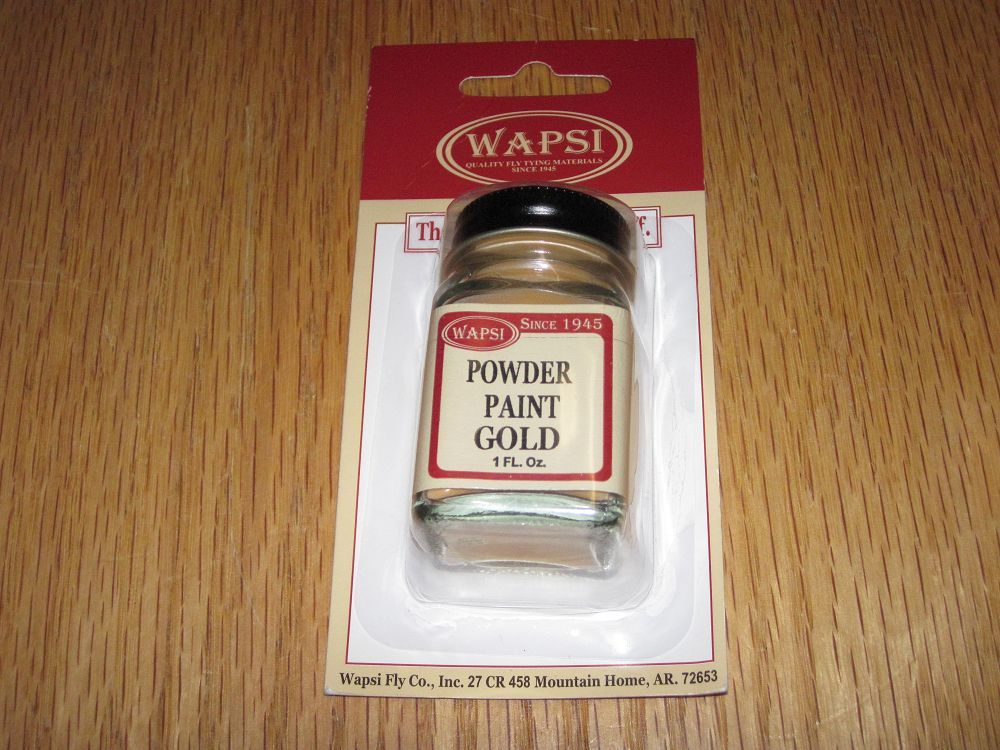 WAPSI
QUALITY FLY TYING MATERIALS
SINCE 1945
WAPSI SINCE 1945
POWDER
PAINT
GOLD
1 FL. Oz.
Wapsi Fly Co., Inc. 27 CR 458 Mountain Home, AR. 72653